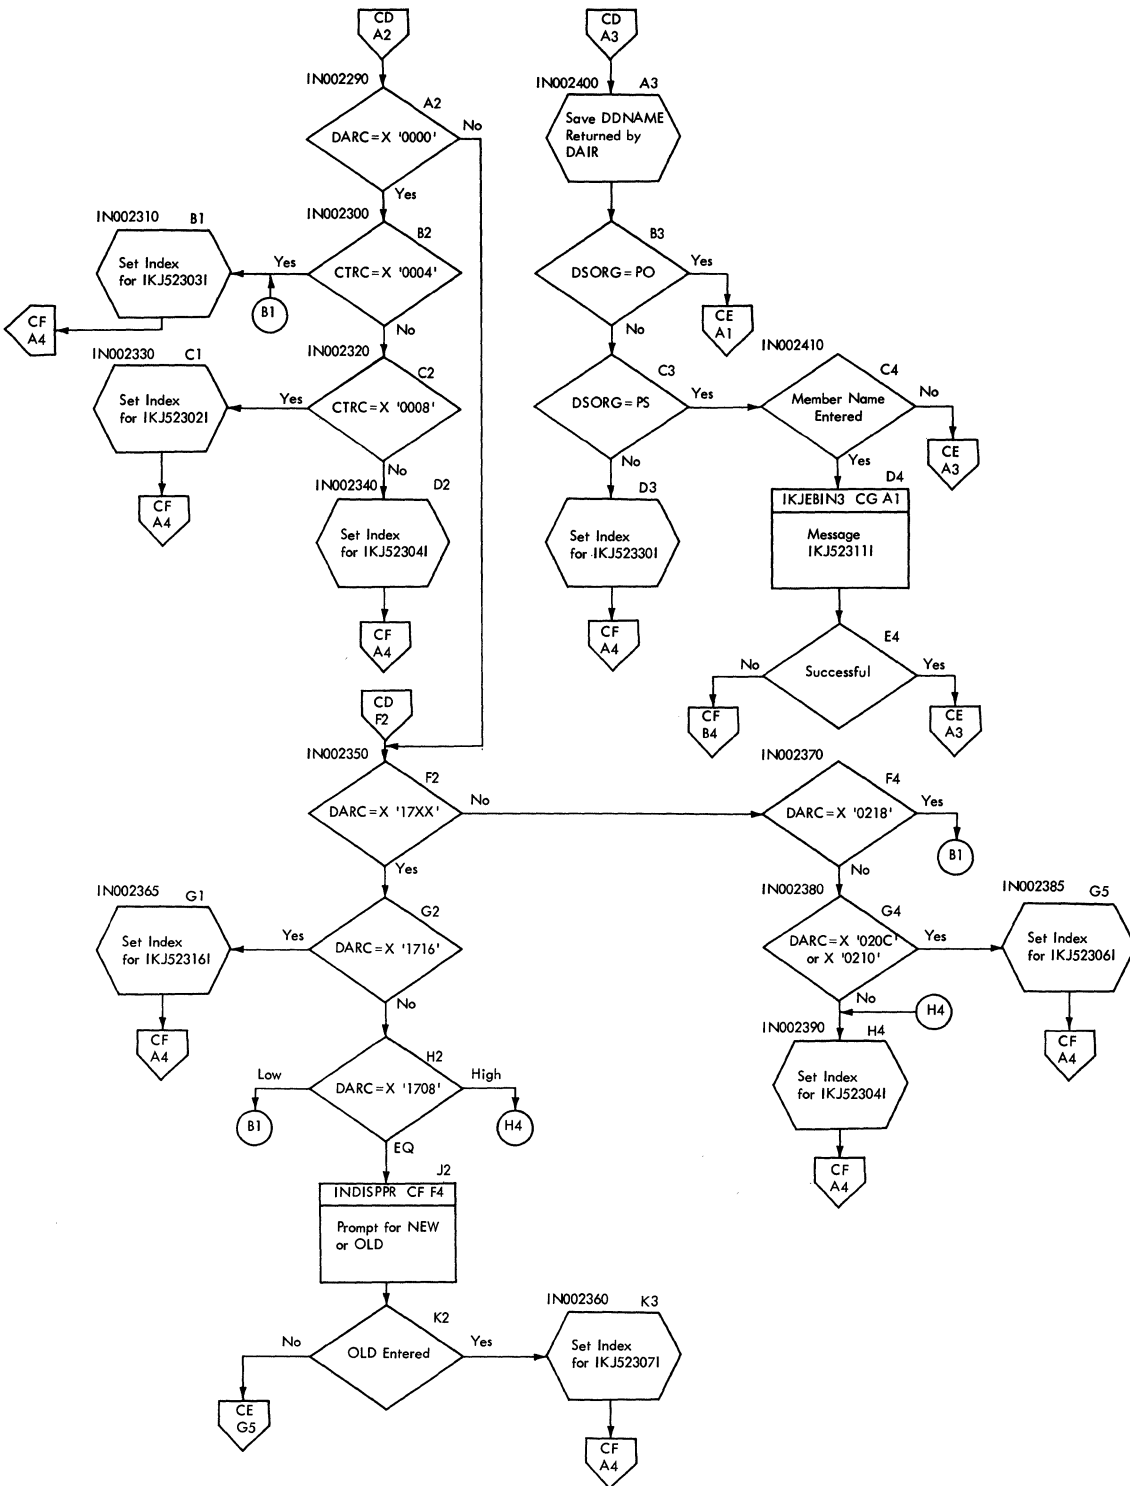 CD
A2
CD
A3
IN002290
A2
DARC=X '0000'
No
Yes
IN002400
A3
Save DDNAME
Returned by
DAIR
IN002300
B2
CTRC=X '0004'
Yes
No
B1
IN002310
B1
Set Index
for IKJ52303I
CF
A4
B3
DSORG=PO
Yes
No
CE
A1
IN002320
C2
CTRC=X '0008'
Yes
No
IN002330
C1
Set Index
for IKJ52302I
CF
A4
C3
DSORG=PS
Yes
No
IN002410
C4
Member Name
Entered
No
Yes
CE
A3
IN002340
D2
Set Index
for IKJ52304I
CF
A4
D3
Set Index
for IKJ52330I
CF
A4
D4
IKJEBIN3 CG A1
Message
IKJ52311I
E4
Successful
No
Yes
CF
B4
CE
A3
CD
F2
IN002350
F2
DARC=X '17XX'
No
Yes
IN002370
F4
DARC=X '0218'
Yes
No
B1
IN002365
G1
Set Index
for IKJ52316I
CF
A4
G2
DARC=X '1716'
Yes
No
IN002380
G4
DARC=X '020C'
or X '0210'
Yes
No
IN002385
G5
Set Index
for IKJ52306I
CF
A4
H2
DARC=X '1708'
Low
High
EQ
B1
H4
H4
IN002390
H4
Set Index
for IKJ52304I
CF
A4
J2
INDISPPR CF F4
Prompt for NEW
or OLD
K2
OLD Entered
No
Yes
CE
G5
IN002360
K3
Set Index
for IKJ52307I
CF
A4